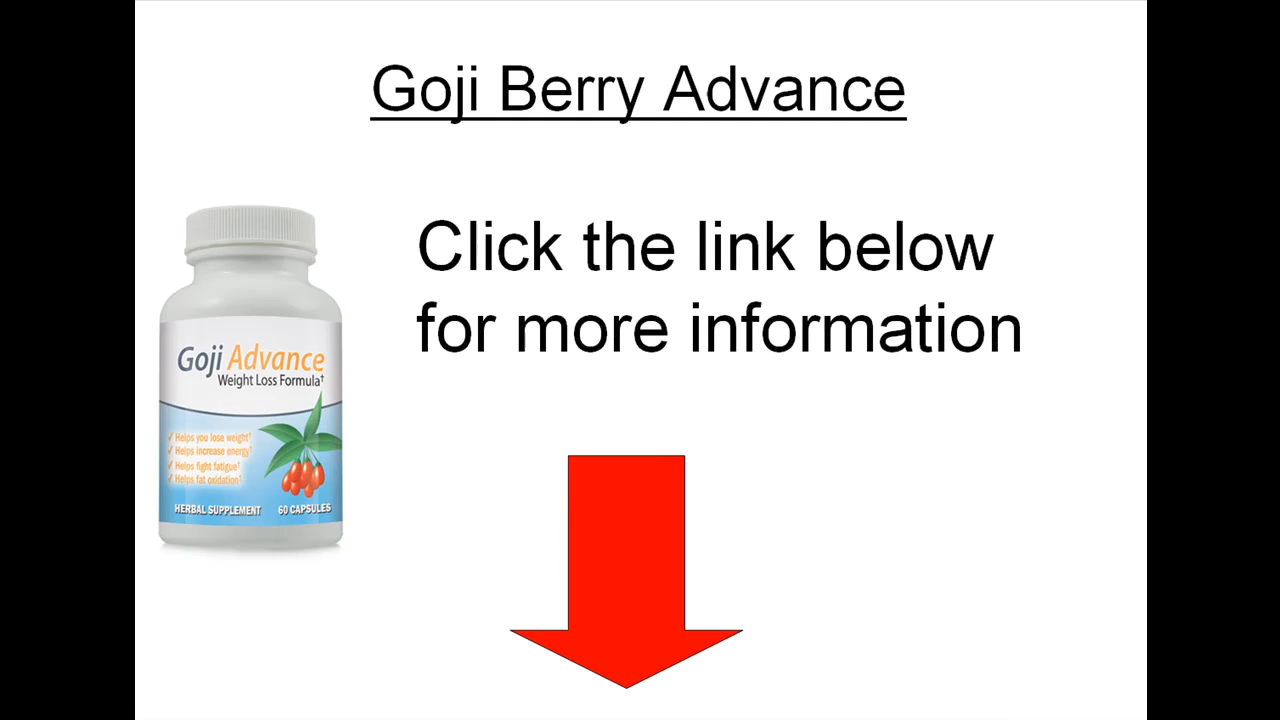 Goji Berry Advance
Click the link below
for more information
Goji Advance
Weight Loss Formula†
✓ Helps you lose weight†
✓ Helps increase energy†
✓ Helps fight fatigue†
✓ Helps fat oxidation†
HERBAL SUPPLEMENT 60 CAPSULES